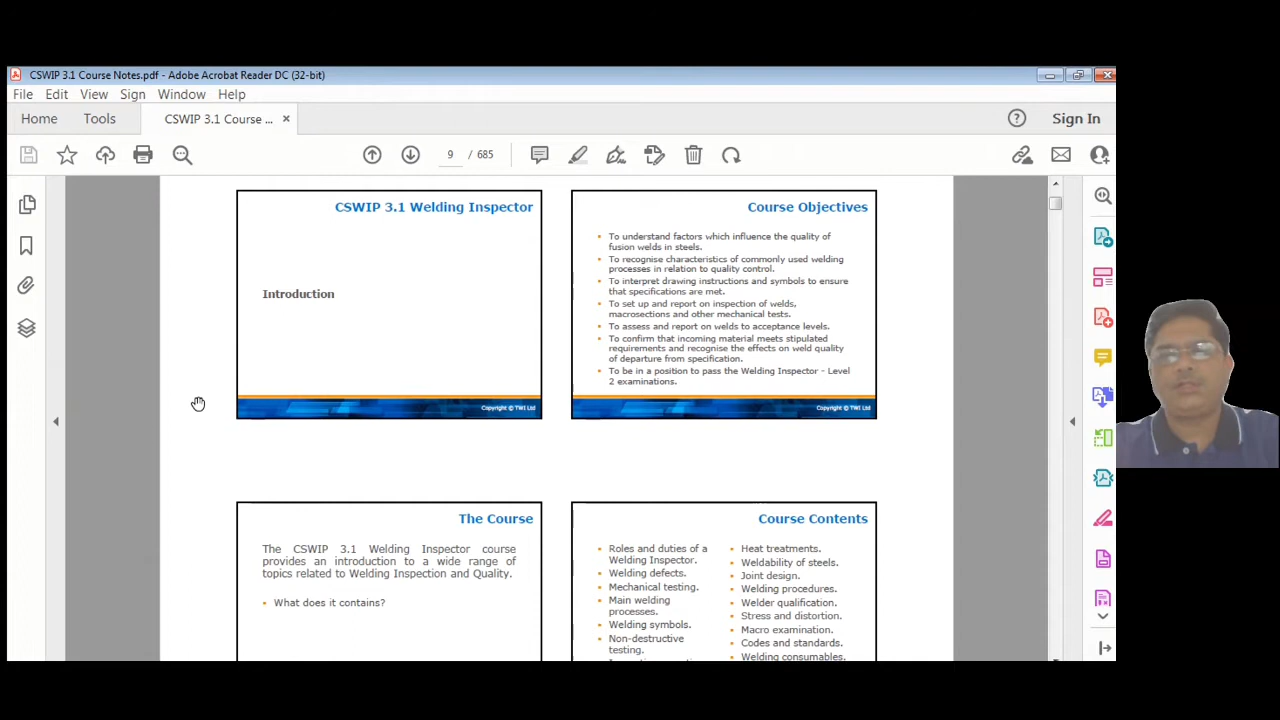 CSWIP 3.1 Course Notes.pdf - Adobe Acrobat Reader DC (32-bit)
File Edit View Sign Window Help
Home Tools CSWIP 3.1 Course ... × ? Sign In
9 / 685
CSWIP 3.1 Welding Inspector
Introduction
Copyright © TWI Ltd
Course Objectives
• To understand factors which influence the quality of
fusion welds in steels.
• To recognise characteristics of commonly used welding
processes in relation to quality control.
• To interpret drawing instructions and symbols to ensure
that specifications are met.
• To set up and report on inspection of welds,
macrosections and other mechanical tests.
• To assess and report on welds to acceptance levels.
• To confirm that incoming material meets stipulated
requirements and recognise the effects on weld quality
of departure from specification.
• To be in a position to pass the Welding Inspector - Level
2 examinations.
Copyright © TWI Ltd
The Course
The CSWIP 3.1 Welding Inspector course
provides an introduction to a wide range of
topics related to Welding Inspection and Quality.
• What does it contains?
Course Contents
• Roles and duties of a
Welding Inspector.
• Welding defects.
• Mechanical testing.
• Main welding
processes.
• Welding symbols.
• Non-destructive
testing.
• Heat treatments.
• Weldability of steels.
• Joint design.
• Welding procedures.
• Welder qualification.
• Stress and distortion.
• Macro examination.
• Codes and standards.
• Welding consumables.